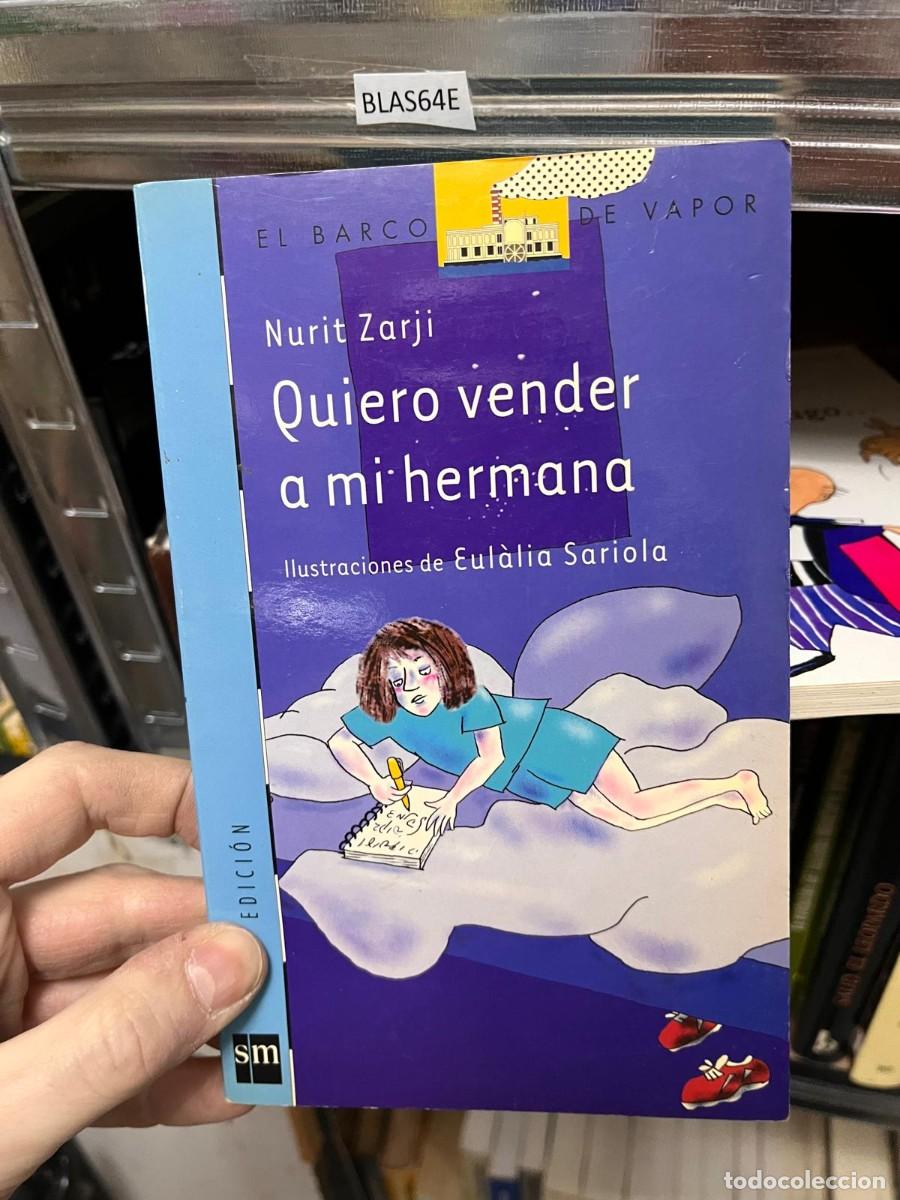 BLAS64E
EL BARCO DE VAPOR
Nurit Zarji
Quiero vender
a mi hermana
Ilustraciones de Eulàlia Sariola
EDICIÓN
sm
todocoleccion